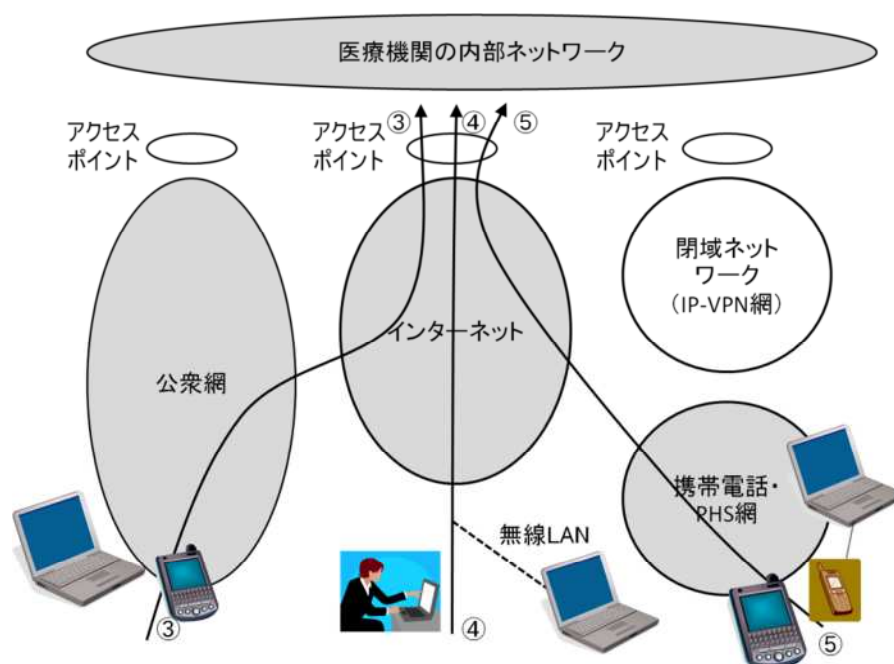 医療機関の内部ネットワーク
③
④
⑤
アクセス
ポイント
アクセス
ポイント
アクセス
ポイント
閉域ネット
ワーク
（IP-VPN網）
インターネット
公衆網
携帯電話・
PHS網
無線LAN
③
④
⑤